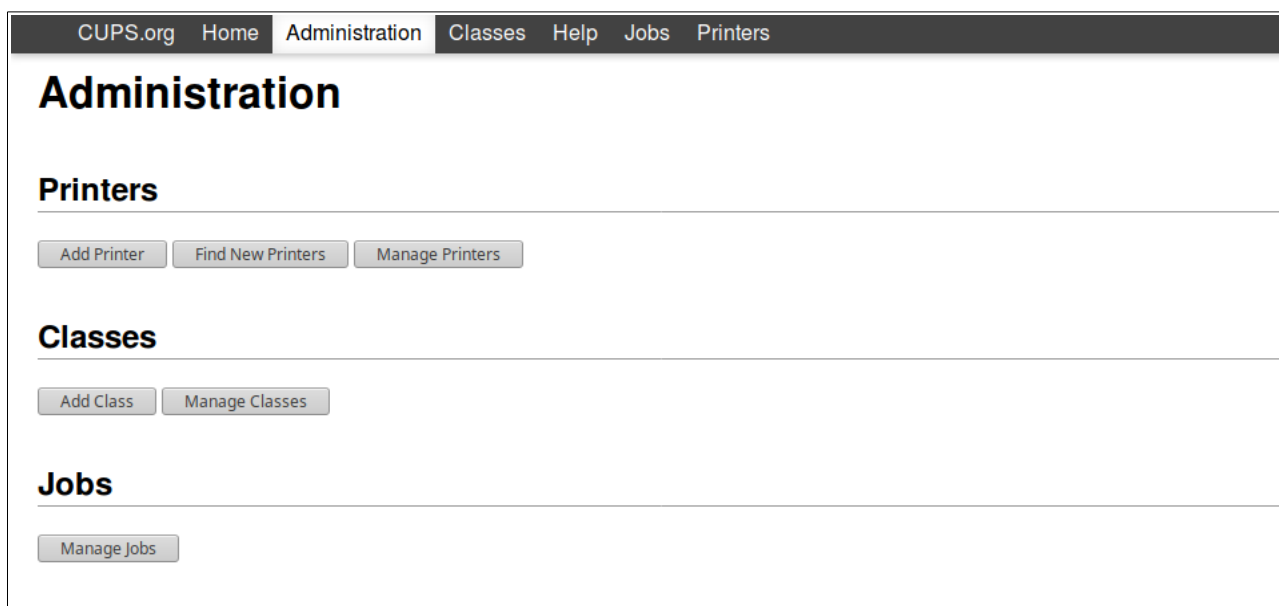 CUPS.org Home Administration Classes Help Jobs Printers
Administration
Printers
Add Printer Find New Printers Manage Printers
Classes
Add Class Manage Classes
Jobs
Manage Jobs